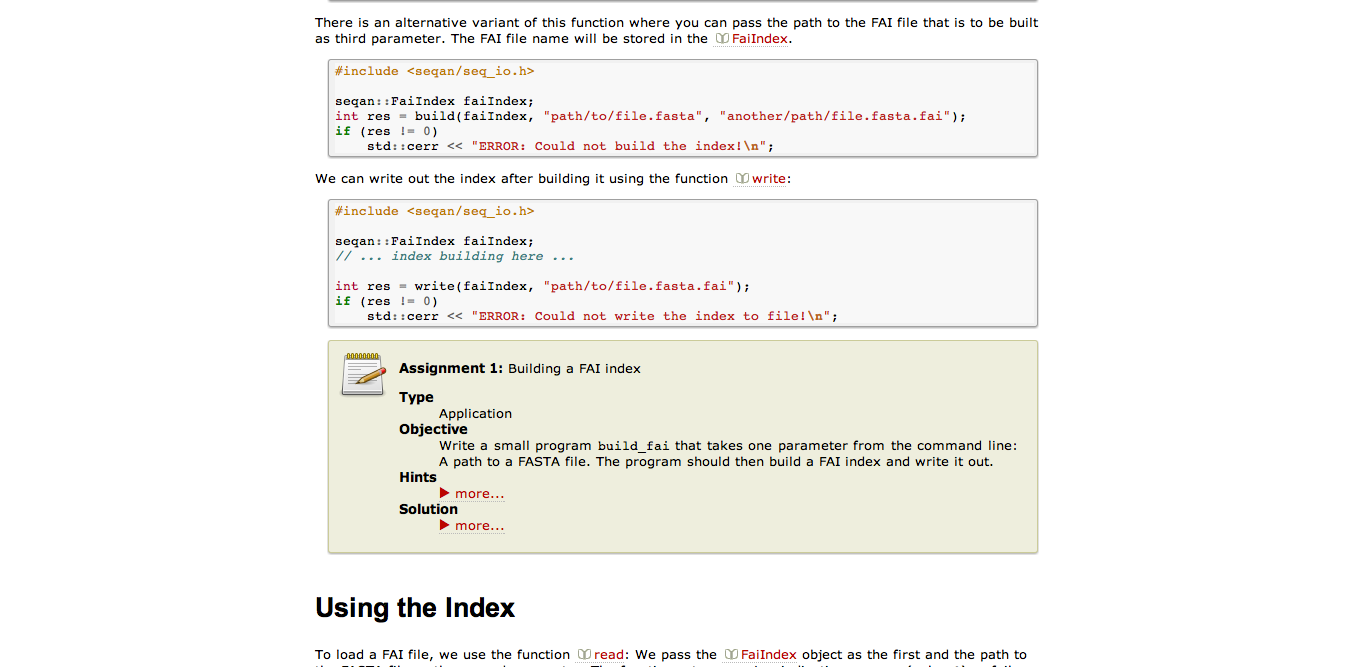 There is an alternative variant of this function where you can pass the path to the FAI file that is to be built
as third parameter. The FAI file name will be stored in the FaiIndex.
#include <seqan/seq_io.h>
seqan::FaiIndex faiIndex;
int res = build(faiIndex, "path/to/file.fasta", "another/path/file.fasta.fai");
if (res != 0)
    std::cerr << "ERROR: Could not build the index!\n";
We can write out the index after building it using the function write:
#include <seqan/seq_io.h>
seqan::FaiIndex faiIndex;
// ... index building here ...
int res = write(faiIndex, "path/to/file.fasta.fai");
if (res != 0)
    std::cerr << "ERROR: Could not write the index to file!\n";
Assignment 1: Building a FAI index
Type
Application
Objective
Write a small program build_fai that takes one parameter from the command line:
A path to a FASTA file. The program should then build a FAI index and write it out.
Hints
more...
Solution
more...
Using the Index
To load a FAI file, we use the function read: We pass the FaiIndex object as the first and the path to